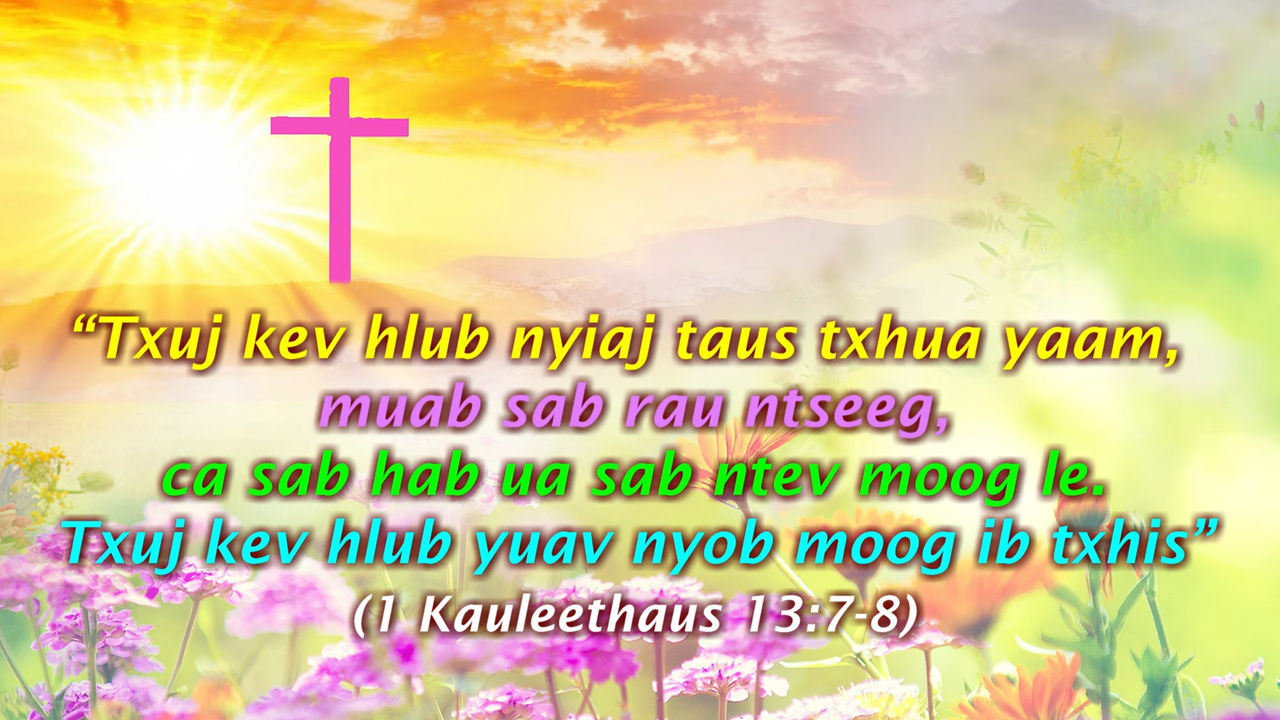 “Txuj kev hlub nyiaj taus txhua yaam,
muab sab rau ntseeg,
ca sab hab ua sab ntev moog le.
Txuj kev hlub yuav nyob moog ib txhis”
(1 Kauleethaus 13:7-8)